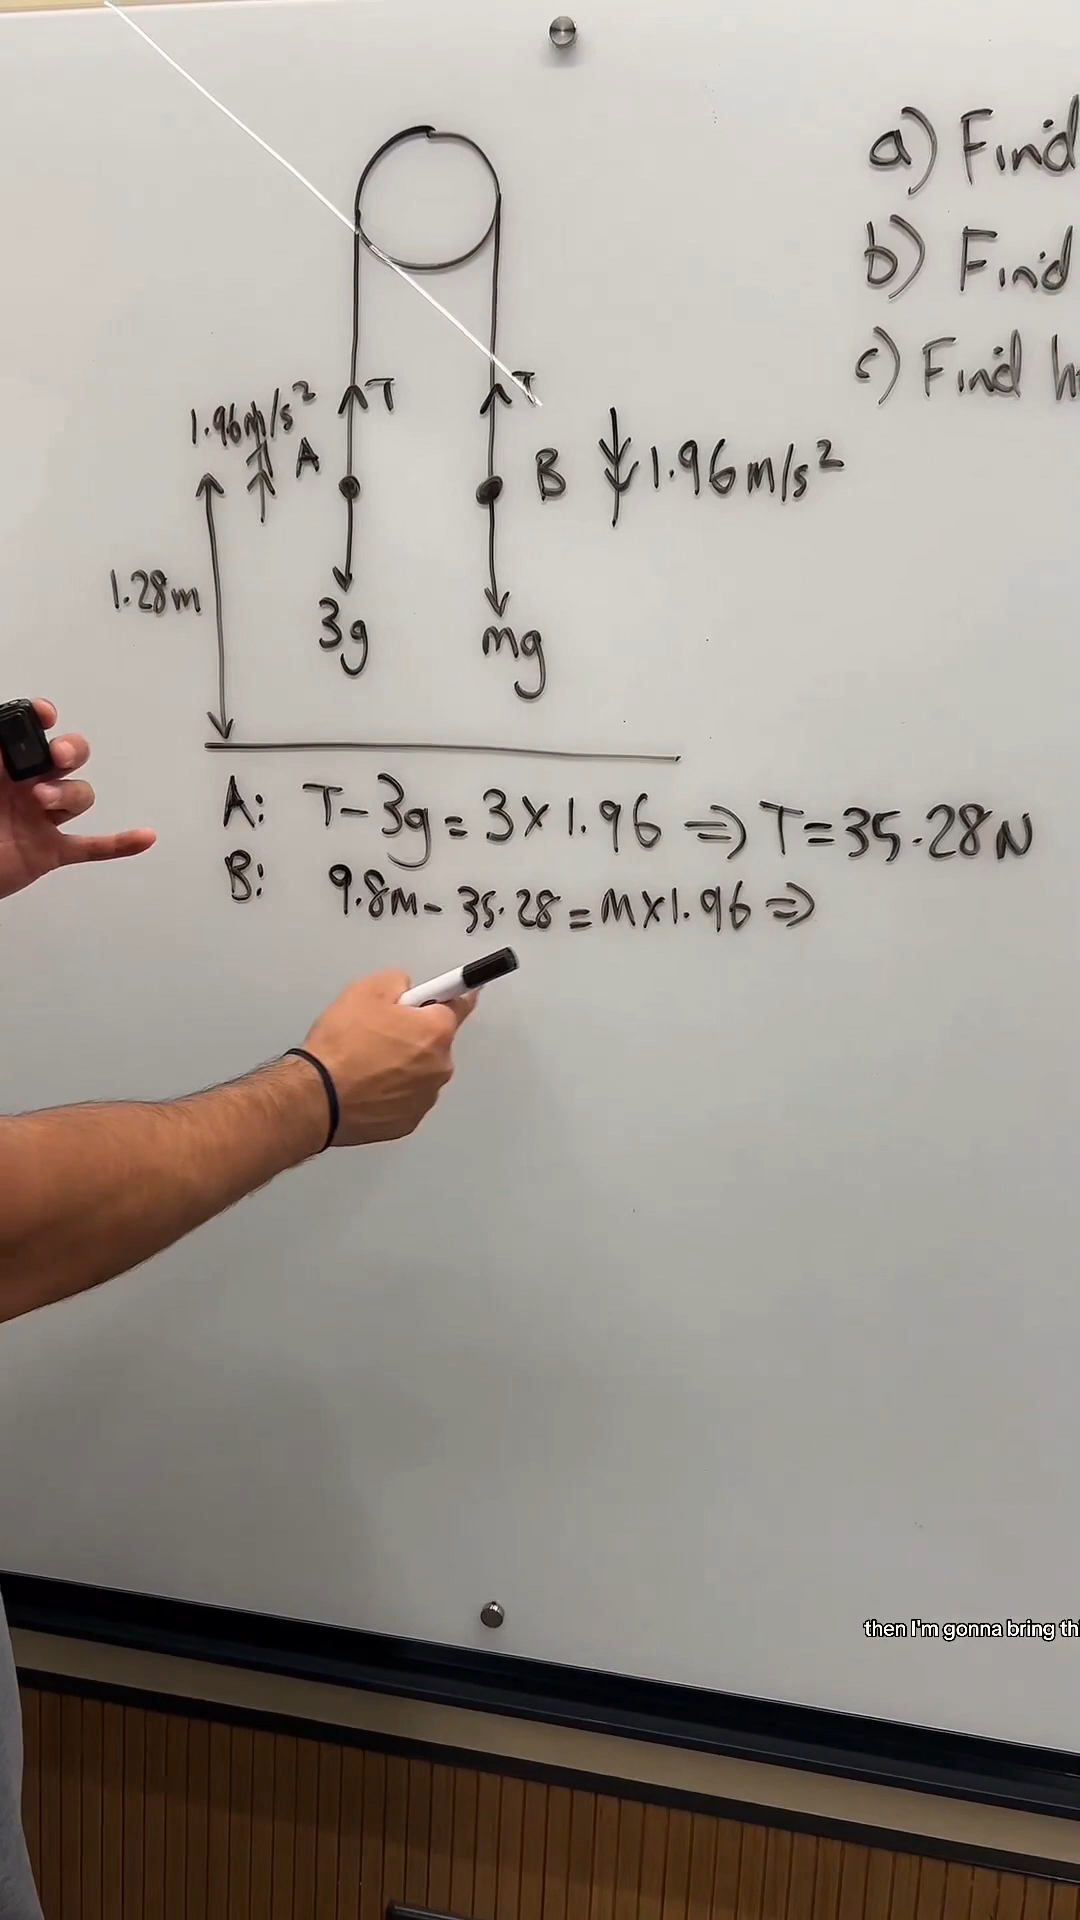 a) Find
b) Find
c) Find h
T
T
1.96m/s²
A
B
1.96m/s²
1.28m
3g
mg
A: T-3g=3×1.96 ⇒ T=35.28N
B: 9.8m-35.28=m×1.96 ⇒
then I'm gonna bring thi